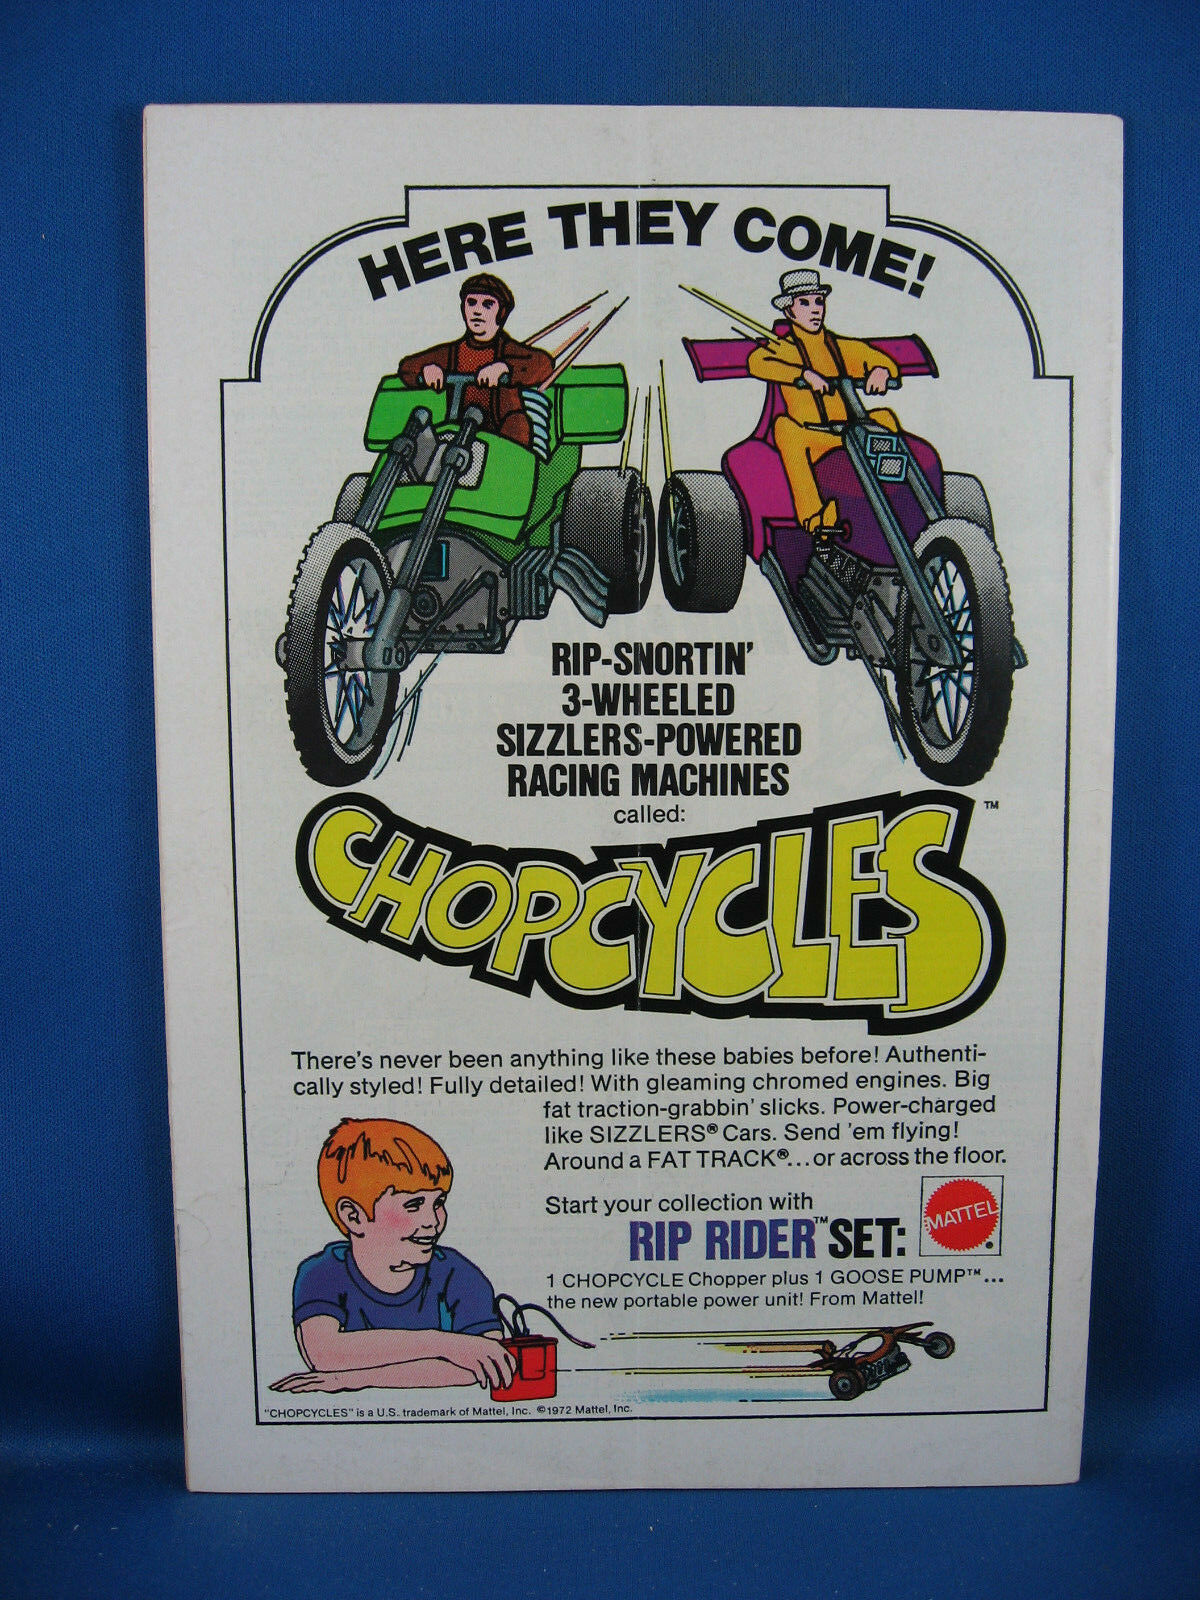 HERE THEY COME!
RIP-SNORTIN'
3-WHEELED
SIZZLERS-POWERED
RACING MACHINES
called:
CHOPCYCLES™
There's never been anything like these babies before! Authenti-
cally styled! Fully detailed! With gleaming chromed engines. Big
fat traction-grabbin' slicks. Power-charged
like SIZZLERS® Cars. Send 'em flying!
Around a FAT TRACK®...or across the floor.
Start your collection with
RIP RIDER™ SET:
MATTEL®
1 CHOPCYCLE Chopper plus 1 GOOSE PUMP™...
the new portable power unit! From Mattel!
"CHOPCYCLES" is a U.S. trademark of Mattel, Inc. ©1972 Mattel, Inc.